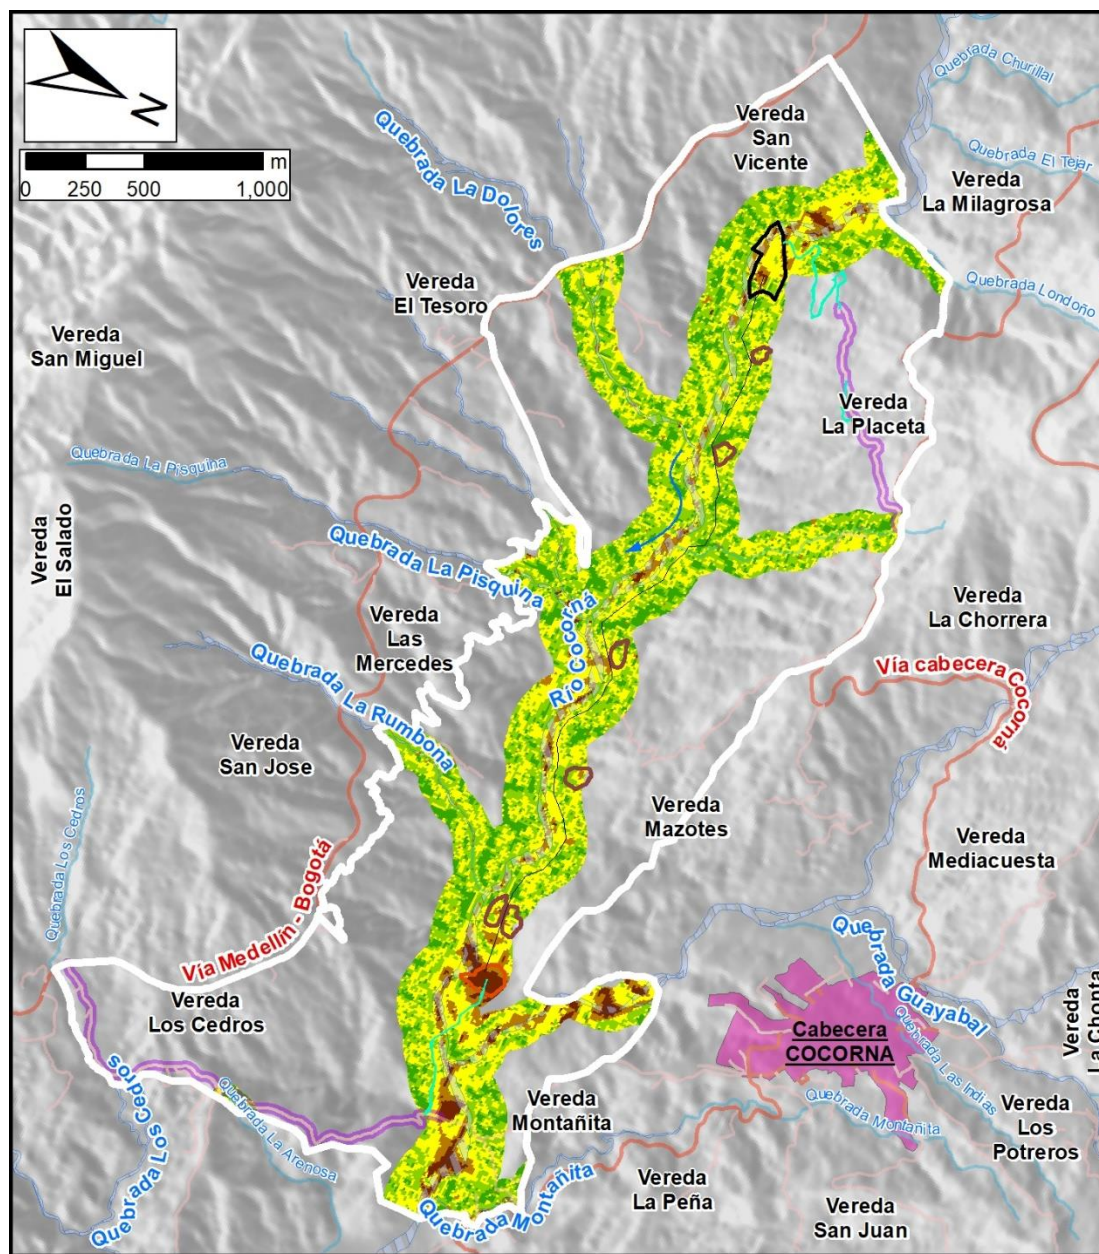 N
m
0 250 500 1,000
Quebrada Churillal
Quebrada El Tejar
Vereda
San
Vicente
Vereda
La Milagrosa
Quebrada La Dolores
Quebrada Londoño
Vereda
El Tesoro
Vereda
San Miguel
Vereda
La Placeta
Quebrada La Pisquina
Vereda
El Salado
Quebrada La Pisquina
Vereda
La Chorrera
Vereda
Las
Mercedes
Río Cocorná
Vía cabecera Cocorná
Quebrada La Rumbona
Vereda
San Jose
Vereda
Mazotes
Vereda
Mediacuesta
Quebrada Los Cedros
Vía Medellín - Bogotá
Quebrada Guayabal
Vereda
Los Cedros
Cabecera
COCORNA
Vereda
La Chonta
Quebrada Las Indias
Quebrada Los Cedros
Quebrada La Arenosa
Vereda
Montañita
Quebrada Montañita
Vereda
Los
Potreros
Quebrada Montañita
Vereda
La Peña
Vereda
San Juan